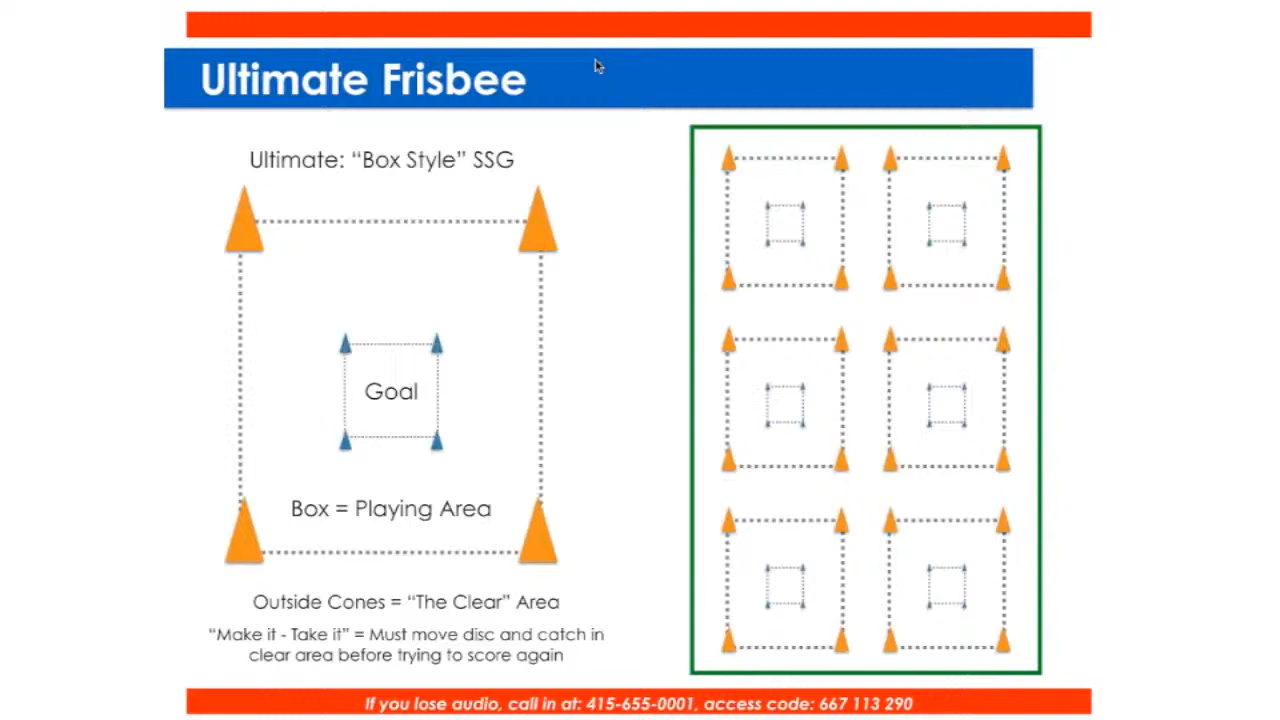 Ultimate Frisbee
Ultimate: “Box Style” SSG
Goal
Box = Playing Area
Outside Cones = “The Clear” Area
“Make it - Take it” = Must move disc and catch in
clear area before trying to score again
If you lose audio, call in at: 415-655-0001, access code: 667 113 290